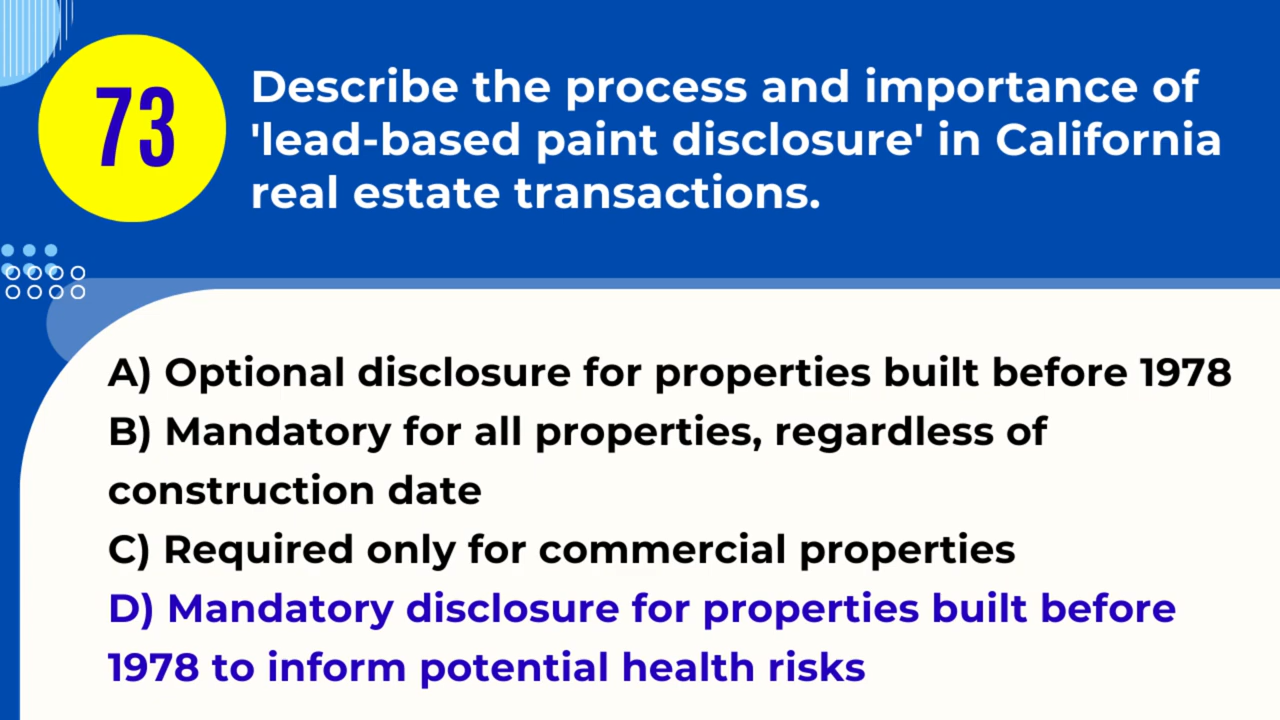 73
Describe the process and importance of
'lead-based paint disclosure' in California
real estate transactions.
A) Optional disclosure for properties built before 1978
B) Mandatory for all properties, regardless of
construction date
C) Required only for commercial properties
D) Mandatory disclosure for properties built before
1978 to inform potential health risks